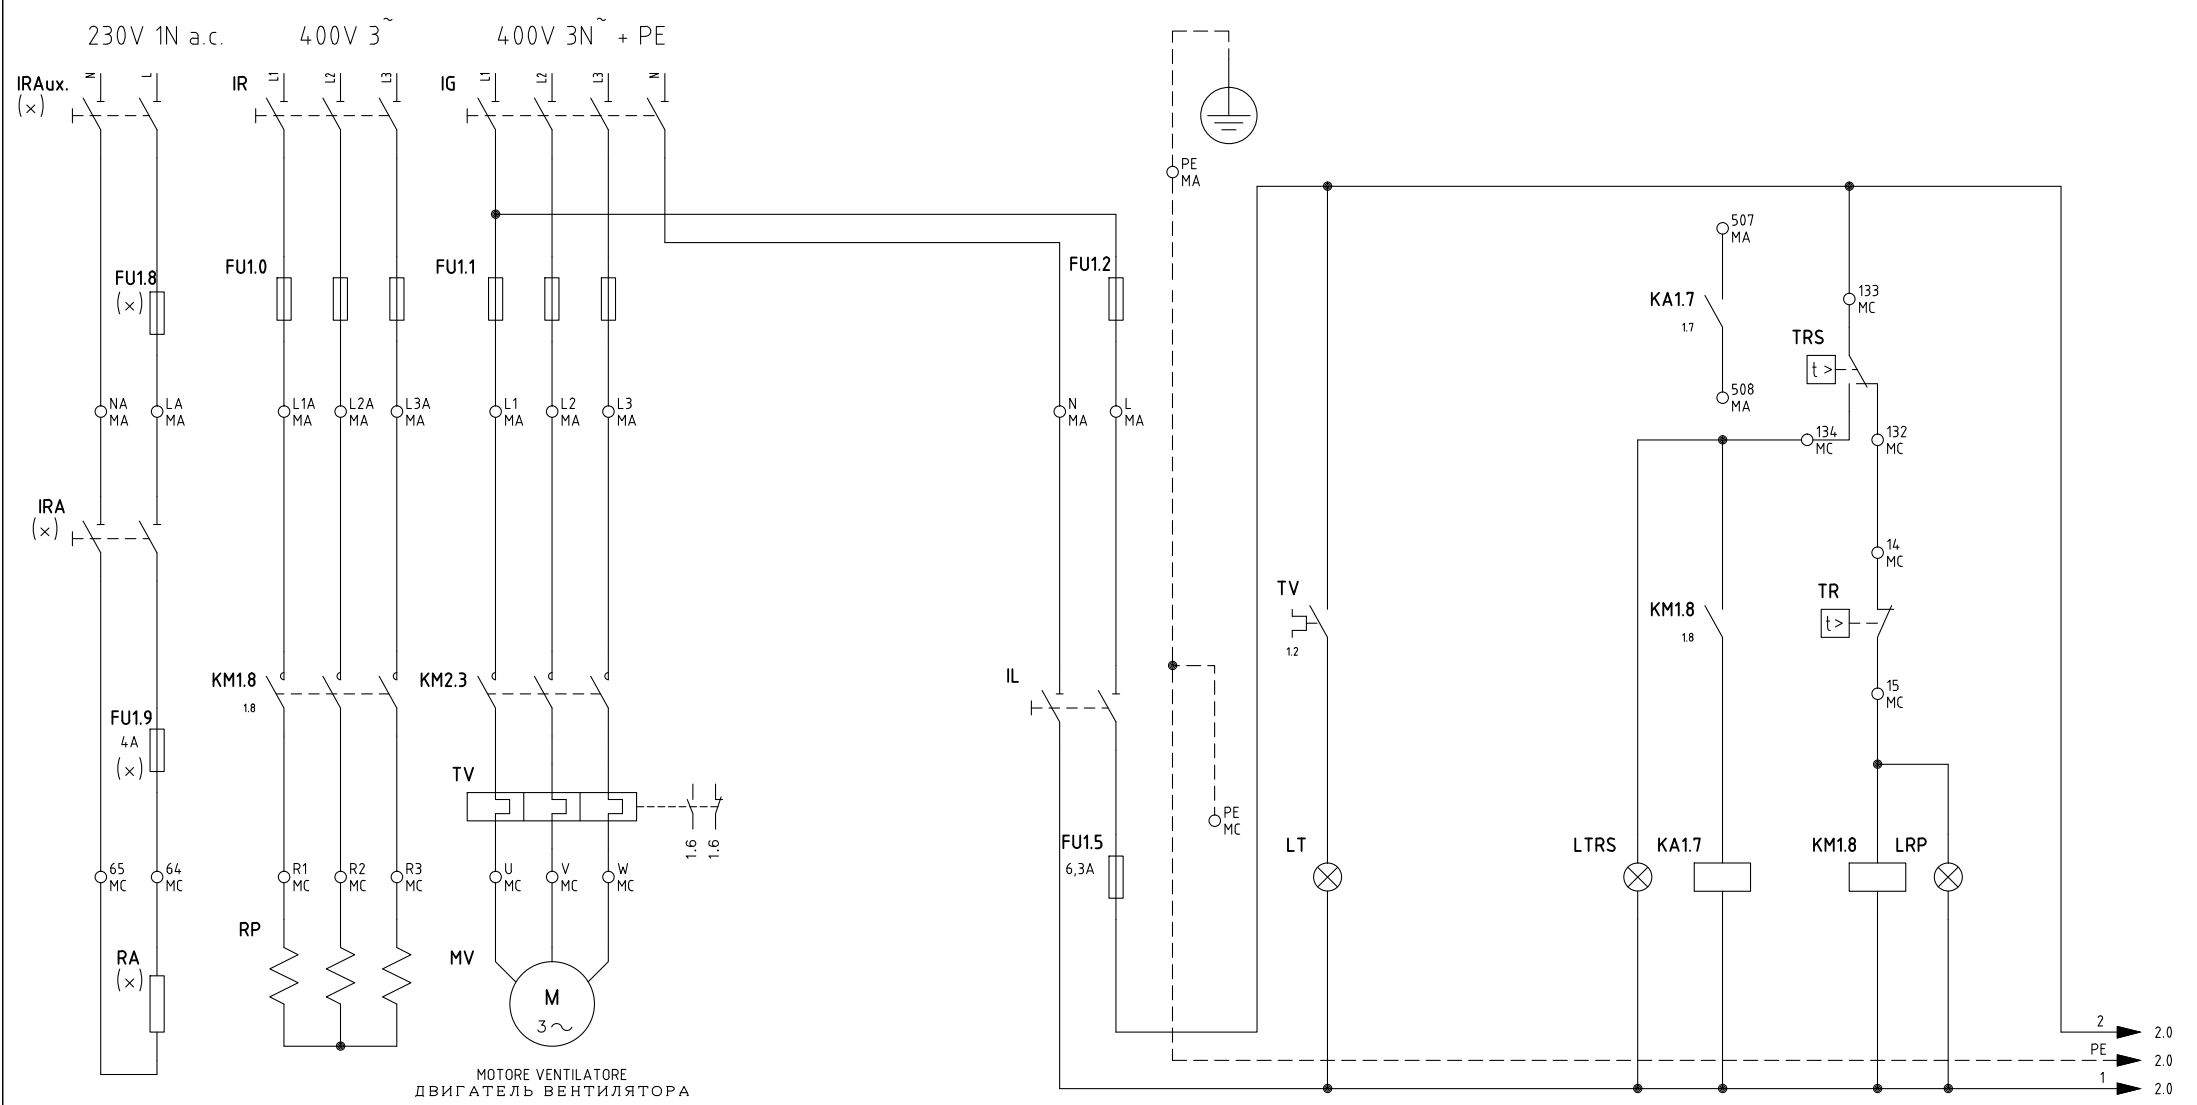 230V 1N a.c.
400V 3~
400V 3N~ + PE
IRAux.
(x)
N
L
IR
L1
L2
L3
IG
L1
L2
L3
N
PE
MA
507
MA
FU1.8
(x)
FU1.0
FU1.1
FU1.2
KA1.7
1.7
133
MC
TRS
t >
508
MA
NA
MA
LA
MA
L1A
MA
L2A
MA
L3A
MA
L1
MA
L2
MA
L3
MA
N
MA
L
MA
134
MC
132
MC
IRA
(x)
14
MC
TV
1.2
KM1.8
1.8
TR
t>
KM1.8
1.8
KM2.3
IL
15
MC
FU1.9
4A
(x)
TV
1.6
1.6
PE
MC
FU1.5
6,3A
LT
LTRS
KA1.7
KM1.8
LRP
65
MC
64
MC
R1
MC
R2
MC
R3
MC
U
MC
V
MC
W
MC
RP
RA
(x)
MV
M
3~
2
2.0
PE
2.0
1
2.0
MOTORE VENTILATORE
ДВИГАТЕЛЬ ВЕНТИЛЯТОРА